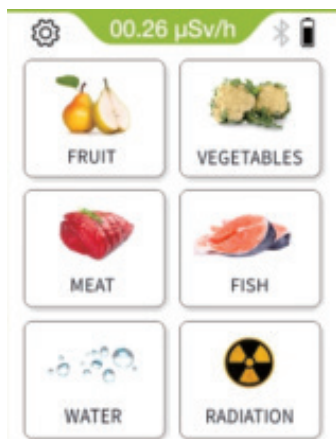 00.26 µSv/h
FRUIT
VEGETABLES
MEAT
FISH
WATER
RADIATION